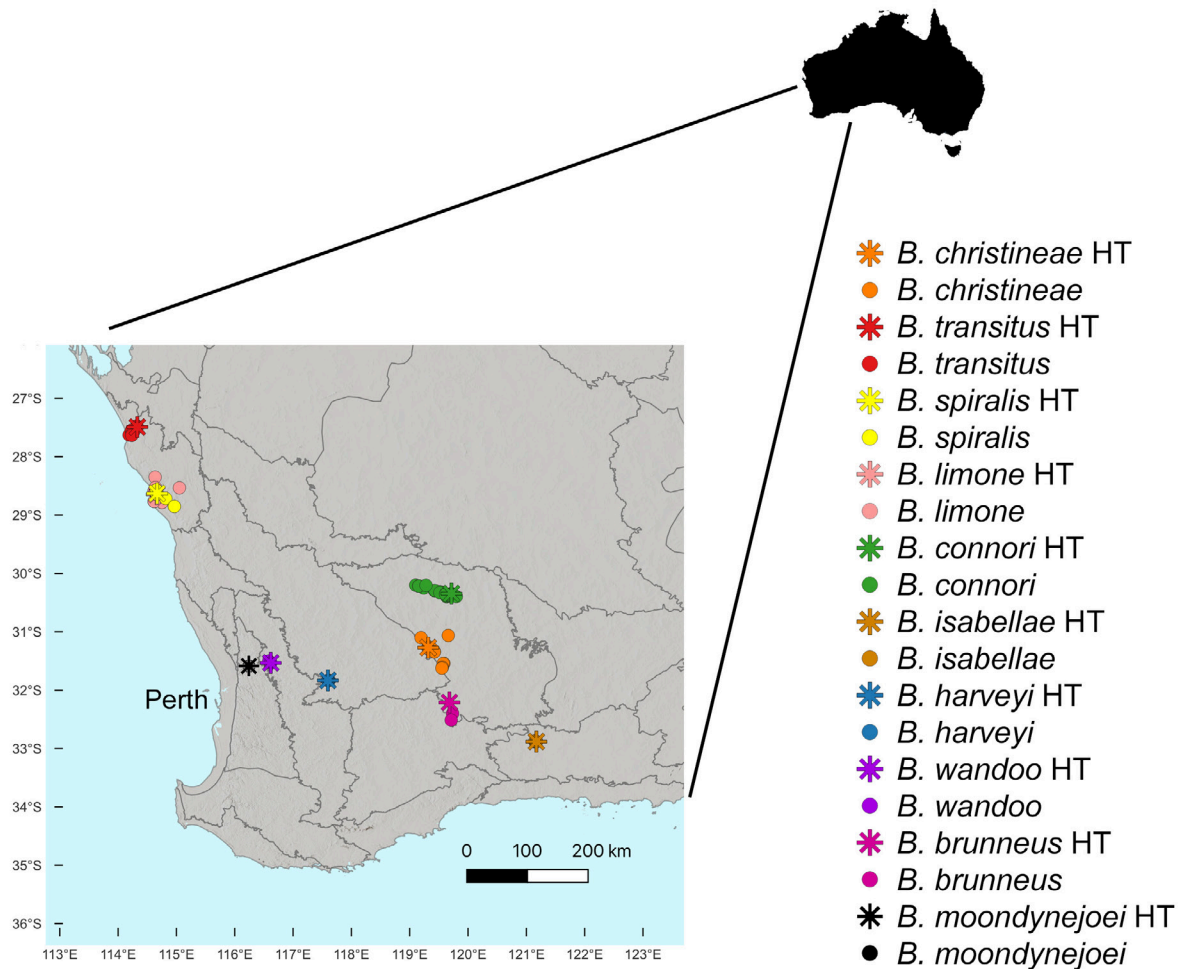 B. christineae HT
B. christineae
B. transitus HT
B. transitus
B. spiralis HT
B. spiralis
B. limone HT
B. limone
B. connori HT
B. connori
B. isabellae HT
B. isabellae
B. harveyi HT
B. harveyi
B. wandoo HT
B. wandoo
B. brunneus HT
B. brunneus
B. moondynejoei HT
B. moondynejoei
27°S
28°S
29°S
30°S
31°S
32°S
33°S
34°S
35°S
36°S
Perth
0 100 200 km
113°E 114°E 115°E 116°E 117°E 118°E 119°E 120°E 121°E 122°E 123°E